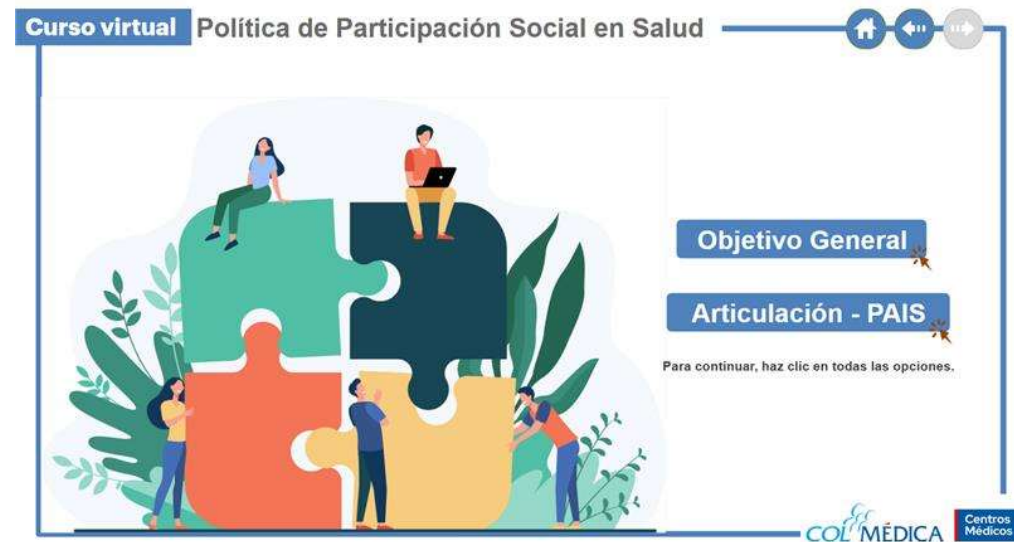 Curso virtual Política de Participación Social en Salud
Objetivo General
Articulación - PAIS
Para continuar, haz clic en todas las opciones.
COLMÉDICA Centros
Médicos